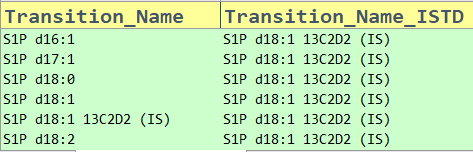 Transition_Name Transition_Name_ISTD
S1P d16:1 S1P d18:1 13C2D2 (IS)
S1P d17:1 S1P d18:1 13C2D2 (IS)
S1P d18:0 S1P d18:1 13C2D2 (IS)
S1P d18:1 S1P d18:1 13C2D2 (IS)
S1P d18:1 13C2D2 (IS) S1P d18:1 13C2D2 (IS)
S1P d18:2 S1P d18:1 13C2D2 (IS)